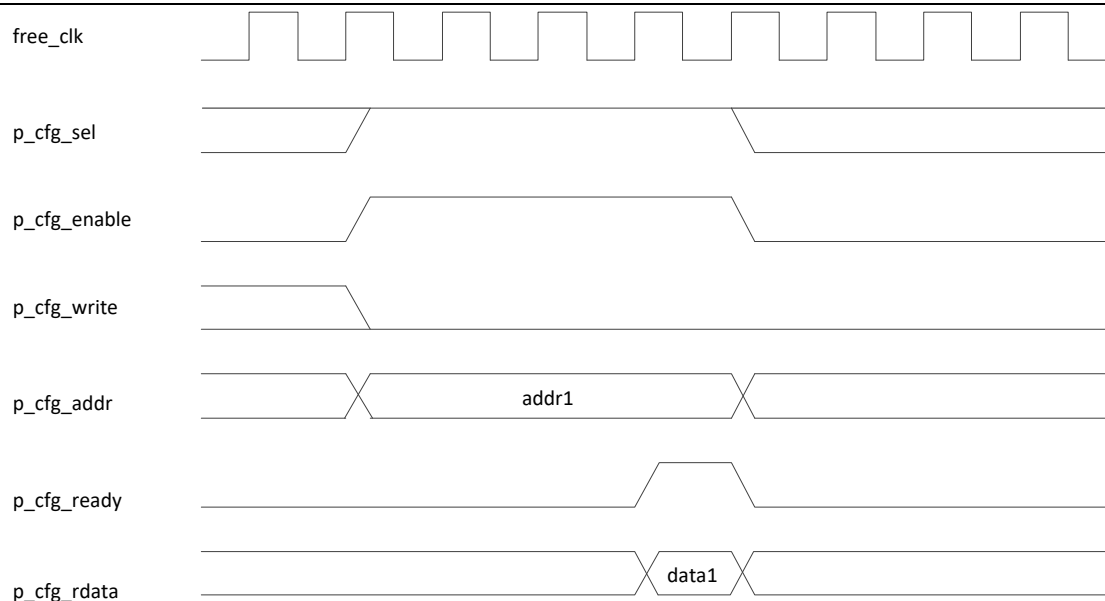 free_clk
p_cfg_sel
p_cfg_enable
p_cfg_write
p_cfg_addr
addr1
p_cfg_ready
p_cfg_rdata
data1